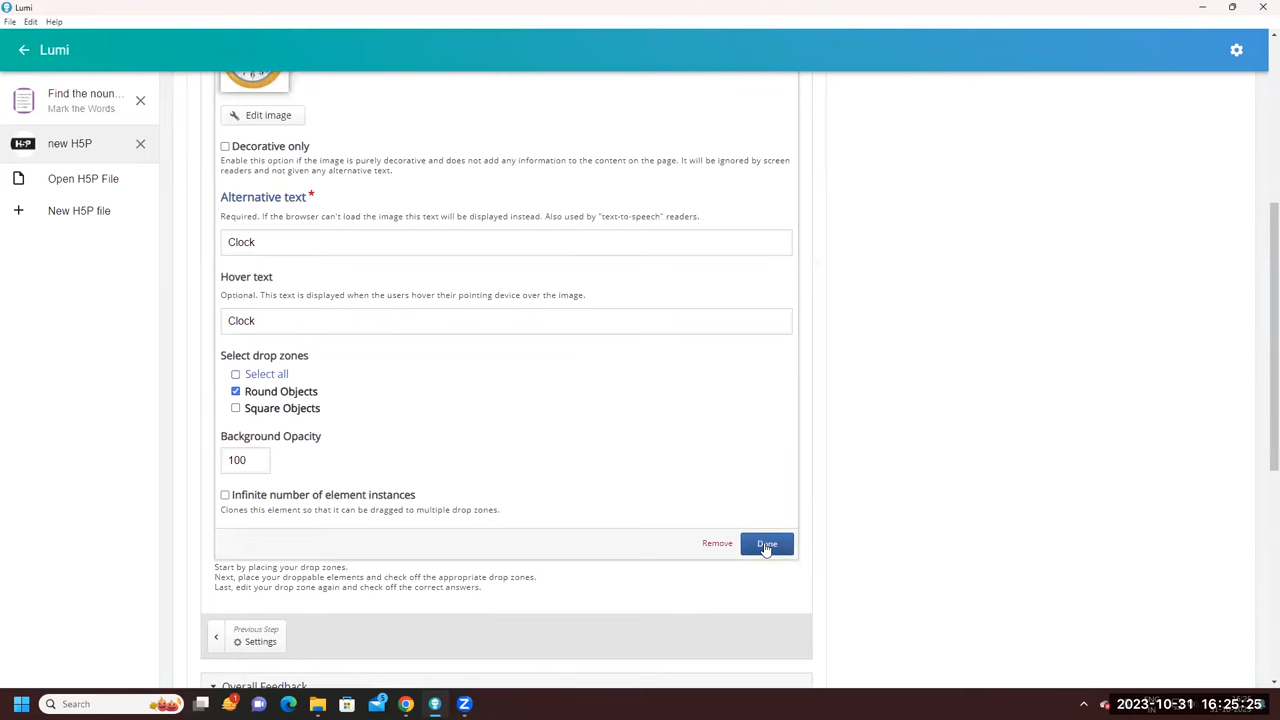 Lumi
File Edit Help
Lumi
Find the noun...
Mark the Words
H-P new H5P
Open H5P File
New H5P file
Edit image
Decorative only
Enable this option if the image is purely decorative and does not add any information to the content on the page. It will be ignored by screen
readers and not given any alternative text.
Alternative text *
Required. If the browser can't load the image this text will be displayed instead. Also used by "text-to-speech" readers.
Clock
Hover text
Optional. This text is displayed when the users hover their pointing device over the image.
Clock
Select drop zones
Select all
Round Objects
Square Objects
Background Opacity
100
Infinite number of element instances
Clones this element so that it can be dragged to multiple drop zones.
Remove Done
Start by placing your drop zones.
Next, place your droppable elements and check off the appropriate drop zones.
Last, edit your drop zone again and check off the correct answers.
Previous Step
Settings
Overall Feedback
Search
2023-10-31 16:25:25